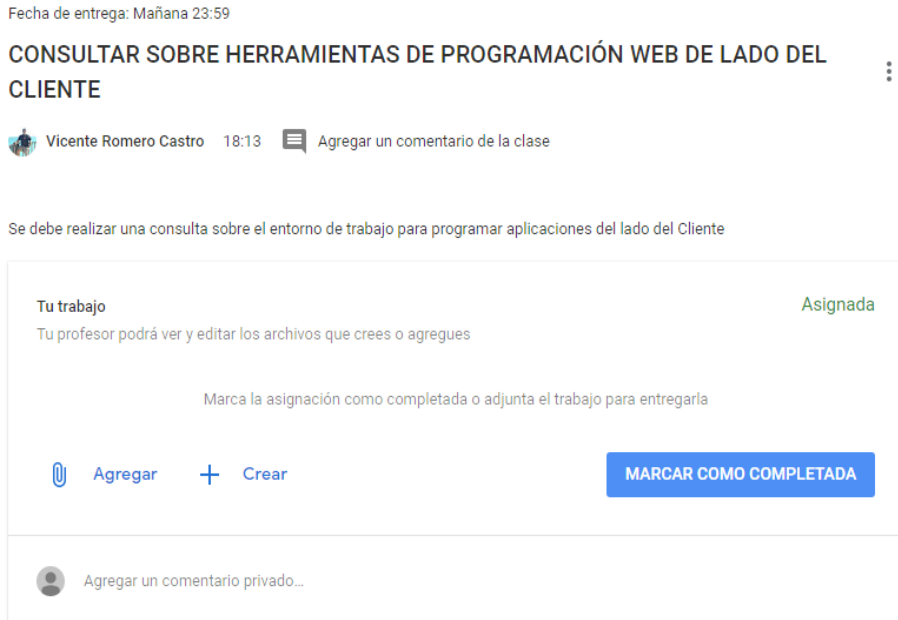 Fecha de entrega: Mañana 23:59
CONSULTAR SOBRE HERRAMIENTAS DE PROGRAMACIÓN WEB DE LADO DEL
CLIENTE
Vicente Romero Castro 18:13 Agregar un comentario de la clase
Se debe realizar una consulta sobre el entorno de trabajo para programar aplicaciones del lado del Cliente
Tu trabajo Asignada
Tu profesor podrá ver y editar los archivos que crees o agregues
Marca la asignación como completada o adjunta el trabajo para entregarla
Agregar Crear MARCAR COMO COMPLETADA
Agregar un comentario privado...